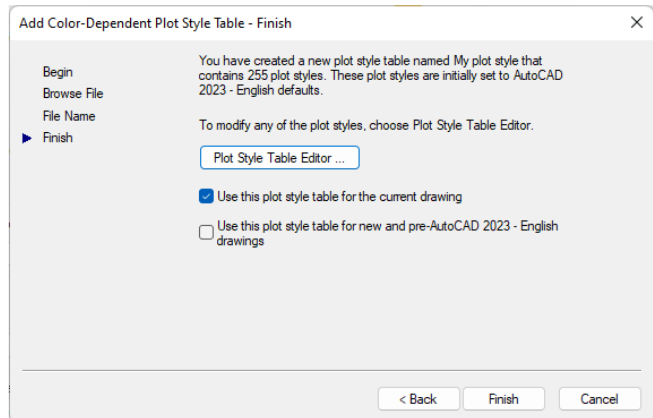 Add Color-Dependent Plot Style Table - Finish
Begin
Browse File
File Name
Finish
You have created a new plot style table named My plot style that
contains 255 plot styles. These plot styles are initially set to AutoCAD
2023 - English defaults.
To modify any of the plot styles, choose Plot Style Table Editor.
Plot Style Table Editor ...
Use this plot style table for the current drawing
Use this plot style table for new and pre-AutoCAD 2023 - English
drawings
< Back
Finish
Cancel